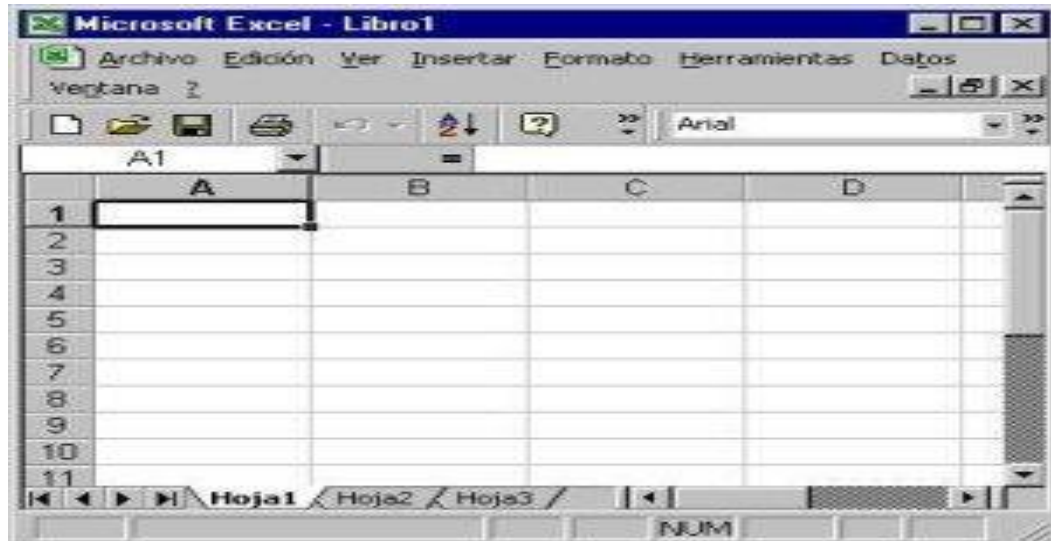 Microsoft Excel - Libro1
Archivo Edición Ver Insertar Formato Herramientas Datos
Ventana ?
Arial
A1 =
A B C D
1
2
3
4
5
6
7
8
9
10
11
Hoja1 Hoja2 Hoja3
NUM